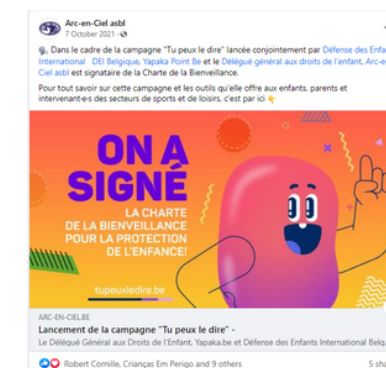 Arc-en-Ciel asbl
7 October 2021 ·
Dans le cadre de la campagne "Tu peux le dire" lancée conjointement par Défense des Enfa
International DEI Belgique, Yapaka Point Be et le Délégué général aux droits de l'enfant, Arc-e
Ciel asbl est signataire de la Charte de la Bienveillance.
Pour tout savoir sur cette campagne et les outils qu'elle offre aux enfants, parents et
intervenant·e·s des secteurs de sports et de loisirs, c'est par ici
ON A
SIGNÉ
LA CHARTE
DE LA BIENVEILLANCE
POUR LA PROTECTION
DE L'ENFANCE!
tupeuxledire.be
ARC-EN-CIEL.BE
Lancement de la campagne "Tu peux le dire" -
Le Délégué Général aux Droits de l'Enfant, Yapaka.be et Défense des Enfants International Belg
Robert Cornille, Crianças Em Perigo and 9 others
5 sha